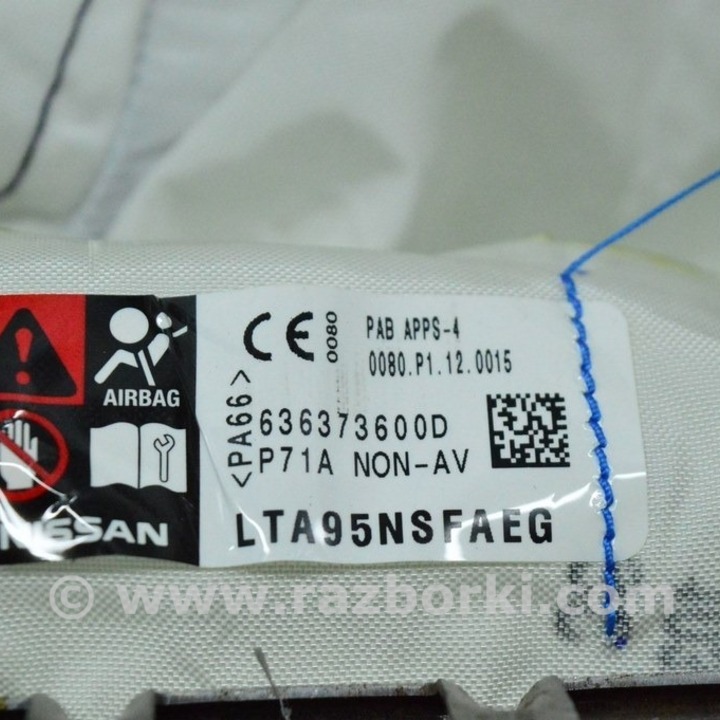 CE 0080
PAB APPS-4
0080.P1.12.0015
AIRBAG
<PA66>
636373600D
P71A NON-AV
NISSAN
LTA95NSFAEG
© www.razborki.com